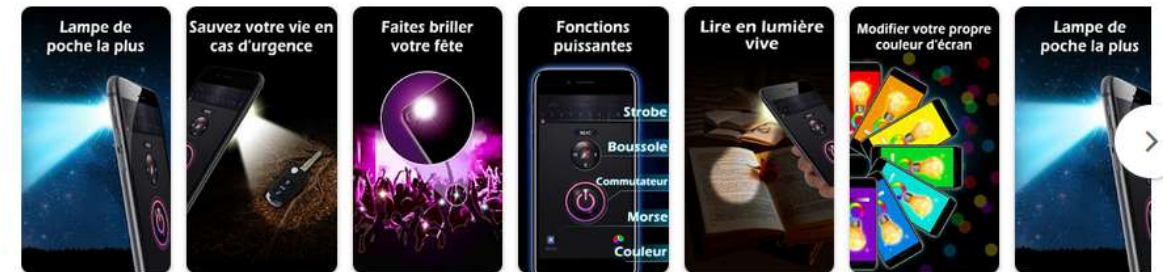 Lampe de
poche la plus
Sauvez votre vie en
cas d'urgence
Faites briller
votre fête
Fonctions
puissantes
Strobe
Boussole
Commutateur
Morse
Couleur
Lire en lumière
vive
Modifier votre propre
couleur d'écran
Lampe de
poche la plus